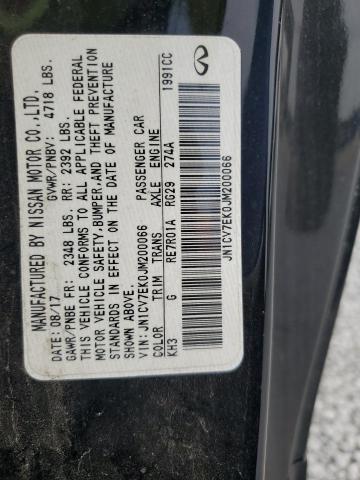 MANUFACTURED BY NISSAN MOTOR CO.,LTD.
DATE: 08/17 GVWR/PNBV: 4718 LBS.
GAWR/PNBE FR: 2348 LBS. RR: 2392 LBS.
THIS VEHICLE CONFORMS TO ALL APPLICABLE FEDERAL
MOTOR VEHICLE SAFETY, BUMPER, AND THEFT PREVENTION
STANDARDS IN EFFECT ON THE DATE OF MANUFACTURE
SHOWN ABOVE.
VIN: JN1CV7EK0JM200066 PASSENGER CAR
COLOR TRIM TRANS AXLE ENGINE
KH3 G RE7R01A RG29 274A 1991CC
JN1CV7EK0JM200066